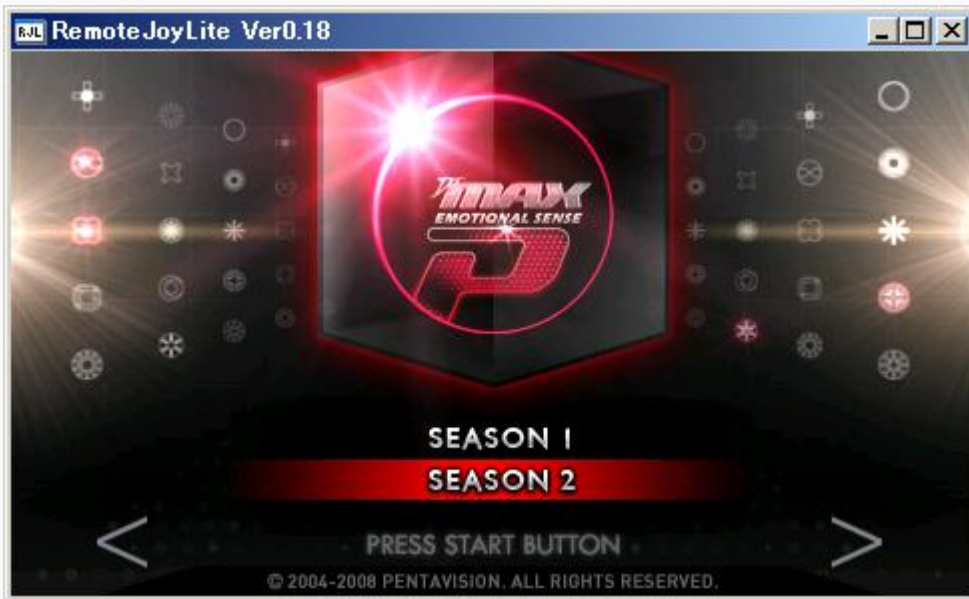 RJL RemoteJoyLite Ver0.18
DJ MAX
EMOTIONAL SENSE
P
SEASON 1
SEASON 2
PRESS START BUTTON
© 2004-2008 PENTAVISION. ALL RIGHTS RESERVED.